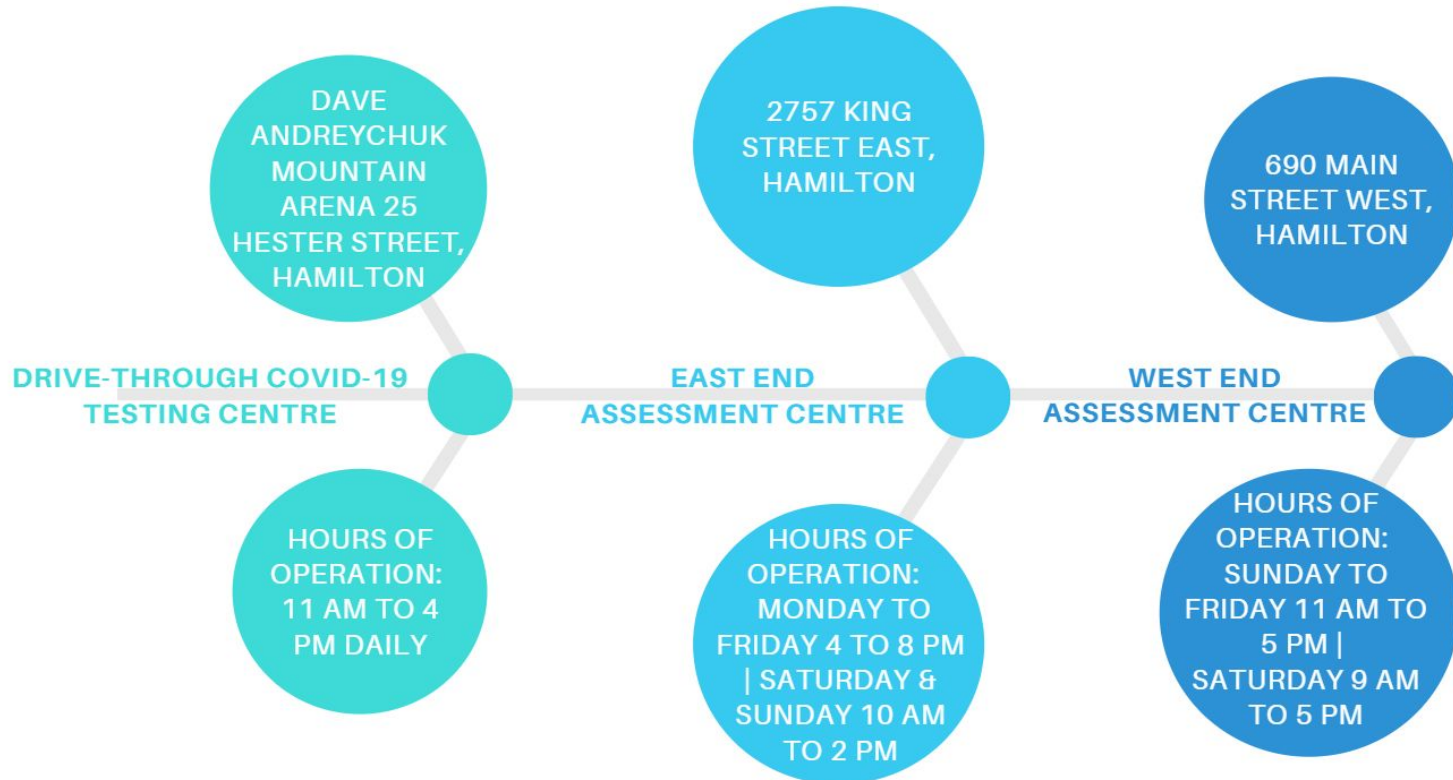 DAVE
ANDREYCHUK
MOUNTAIN
ARENA 25
HESTER STREET,
HAMILTON
DRIVE-THROUGH COVID-19
TESTING CENTRE
HOURS OF
OPERATION:
11 AM TO 4
PM DAILY
2757 KING
STREET EAST,
HAMILTON
EAST END
ASSESSMENT CENTRE
HOURS OF
OPERATION:
MONDAY TO
FRIDAY 4 TO 8 PM
| SATURDAY &
SUNDAY 10 AM
TO 2 PM
690 MAIN
STREET WEST,
HAMILTON
WEST END
ASSESSMENT CENTRE
HOURS OF
OPERATION:
SUNDAY TO
FRIDAY 11 AM TO
5 PM |
SATURDAY 9 AM
TO 5 PM